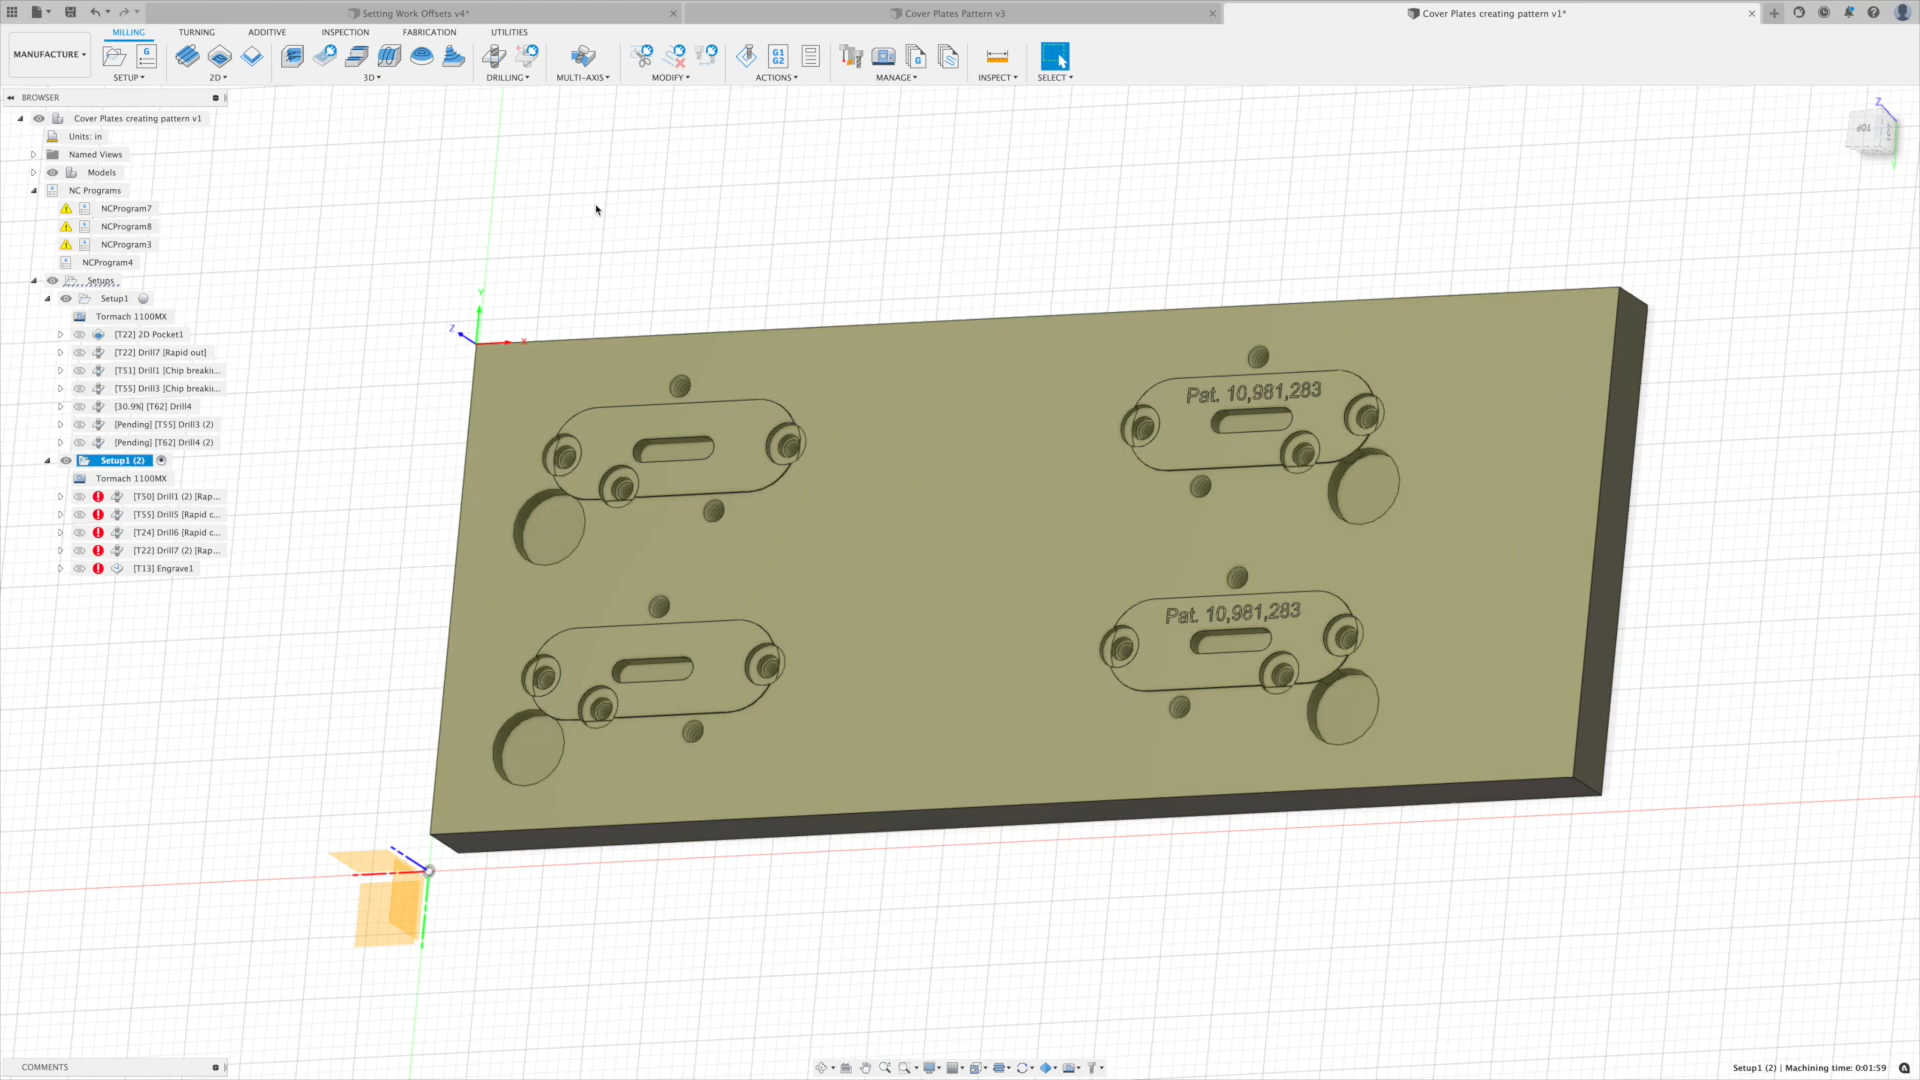 Setting Work Offsets v4*
Cover Plates Pattern v3
Cover Plates creating pattern v1*
MANUFACTURE
MILLING
TURNING
ADDITIVE
INSPECTION
FABRICATION
UTILITIES
SETUP
2D
3D
DRILLING
MULTI-AXIS
MODIFY
G1
G2
ACTIONS
MANAGE
INSPECT
SELECT
BROWSER
Cover Plates creating pattern v1
Units: in
Named Views
Models
NC Programs
NCProgram7
NCProgram8
NCProgram3
NCProgram4
Setups
Setup1
Tormach 1100MX
[T22] 2D Pocket1
[T22] Drill7 [Rapid out]
[T51] Drill1 [Chip breaki...
[T55] Drill3 [Chip breaki...
[30.9%] [T62] Drill4
[Pending] [T55] Drill3 (2)
[Pending] [T62] Drill4 (2)
Setup1 (2)
Tormach 1100MX
[T50] Drill1 (2) [Rap...
[T55] Drill5 [Rapid c...
[T24] Drill6 [Rapid c...
[T22] Drill7 (2) [Rap...
[T13] Engrave1
Z
Y
X
Pat. 10,981,283
Pat. 10,981,283
Z
TOP
COMMENTS
Setup1 (2) | Machining time: 0:01:59